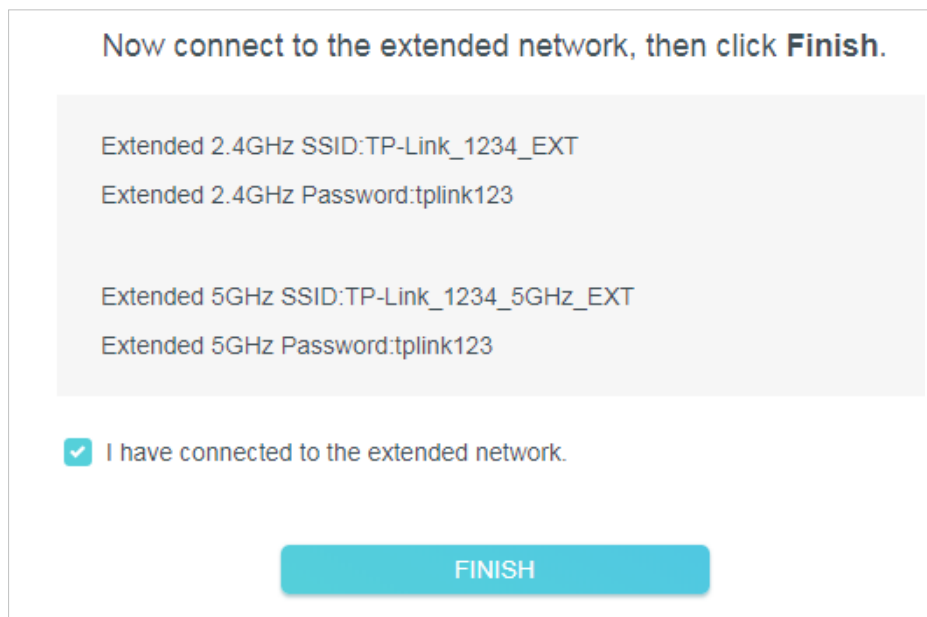 Now connect to the extended network, then click Finish.
Extended 2.4GHz SSID:TP-Link_1234_EXT
Extended 2.4GHz Password:tplink123
Extended 5GHz SSID:TP-Link_1234_5GHz_EXT
Extended 5GHz Password:tplink123
I have connected to the extended network.
FINISH